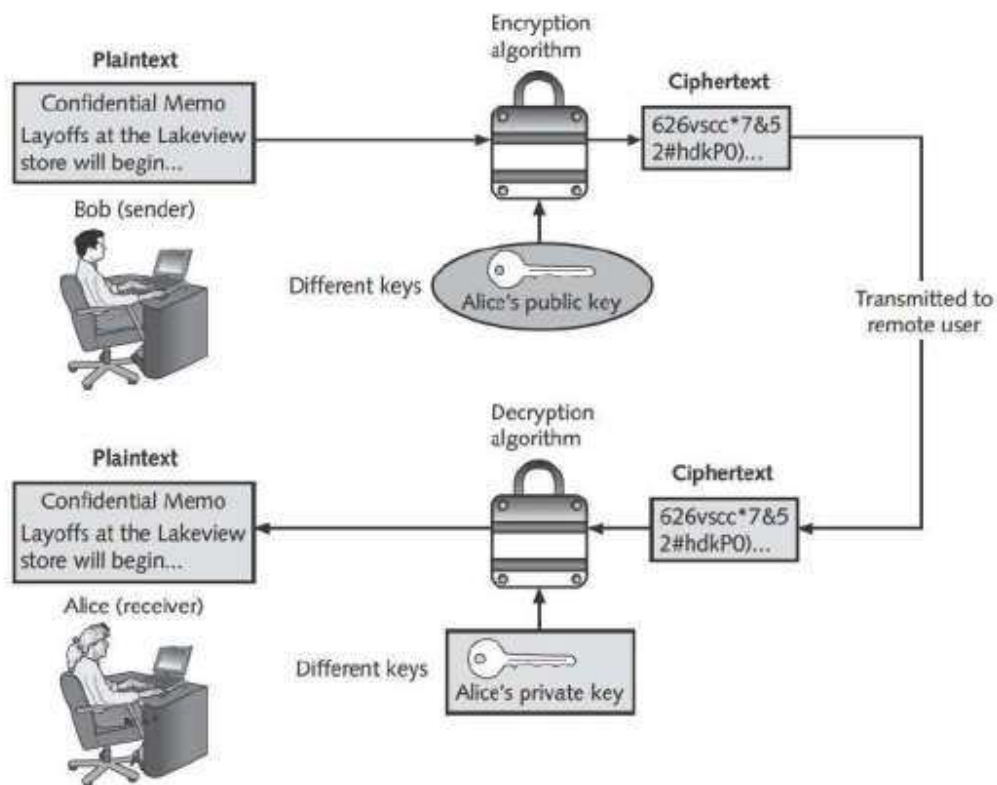 Encryption
algorithm
Plaintext
Ciphertext
Confidential Memo
Layoffs at the Lakeview
store will begin...
626vscc*7&5
2#hdkP0)...
Bob (sender)
Different keys
Alice's public key
Transmitted to
remote user
Decryption
algorithm
Plaintext
Ciphertext
Confidential Memo
Layoffs at the Lakeview
store will begin...
626vscc*7&5
2#hdkP0)...
Alice (receiver)
Different keys
Alice's private key